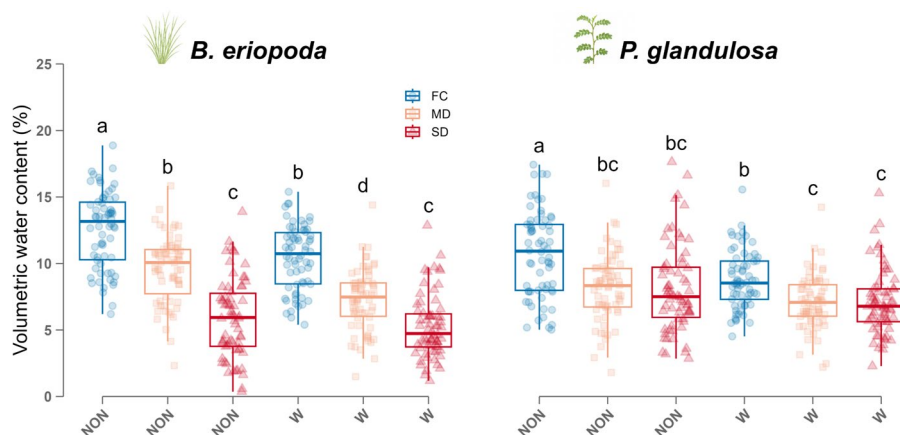 B. eriopoda
P. glandulosa
Volumetric water content (%)
25
20
15
10
5
0
FC
MD
SD
a
b
c
b
d
c
a
bc
bc
b
c
c
NON
NON
NON
W
W
W
NON
NON
NON
W
W
W